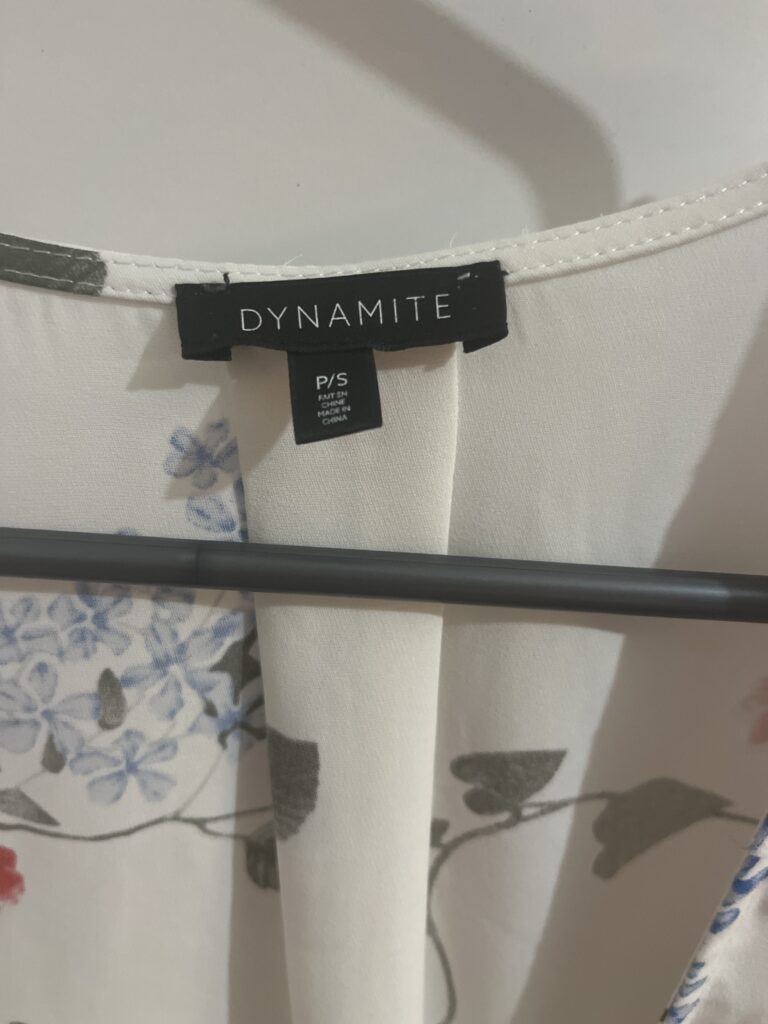 DYNAMITE
P/S
FAIT EN
CHINE
MADE IN
CHINA